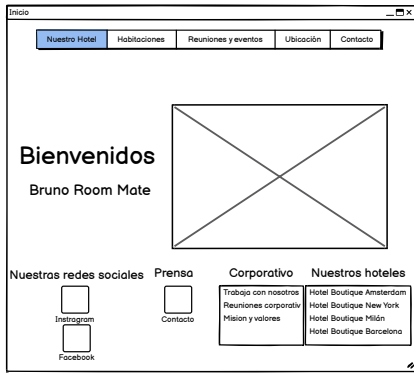 Inicio
Nuestro Hotel
Habitaciones
Reuniones y eventos
Ubicación
Contacto
Bienvenidos
Bruno Room Mate
Nuestras redes sociales
Instragram
Facebook
Prensa
Contacto
Corporativo
Trabaja con nosotros
Reuniones corporativ
Mision y valores
Nuestros hoteles
Hotel Boutique Amsterdam
Hotel Boutique New York
Hotel Boutique Milán
Hotel Boutique Barcelona